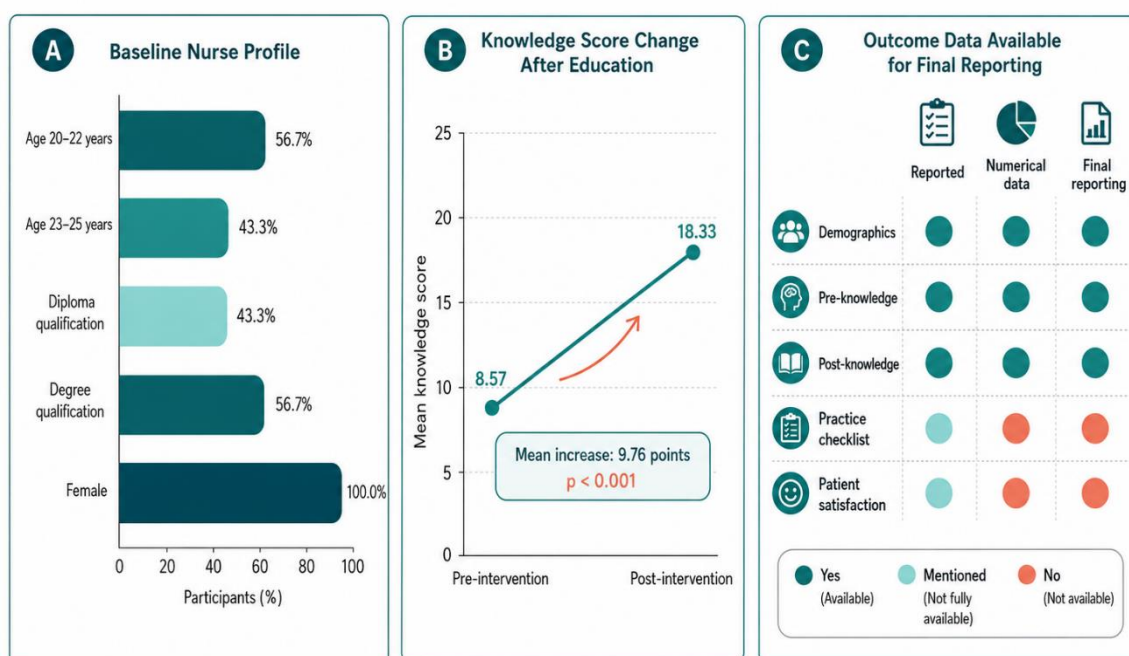 A
Baseline Nurse Profile
Age 20–22 years
56.7%
Age 23–25 years
43.3%
Diploma
qualification
43.3%
Degree
qualification
56.7%
Female
100.0%
0 20 40 60 80 100
Participants (%)
B
Knowledge Score Change
After Education
Mean knowledge score
25
20
15
10
5
0
8.57
18.33
Mean increase: 9.76 points
p < 0.001
Pre-intervention Post-intervention
C
Outcome Data Available
for Final Reporting
Reported
Numerical
data
Final
reporting
Demographics
Pre-knowledge
Post-knowledge
Practice
checklist
Patient
satisfaction
Yes
(Available)
Mentioned
(Not fully
available)
No
(Not available)